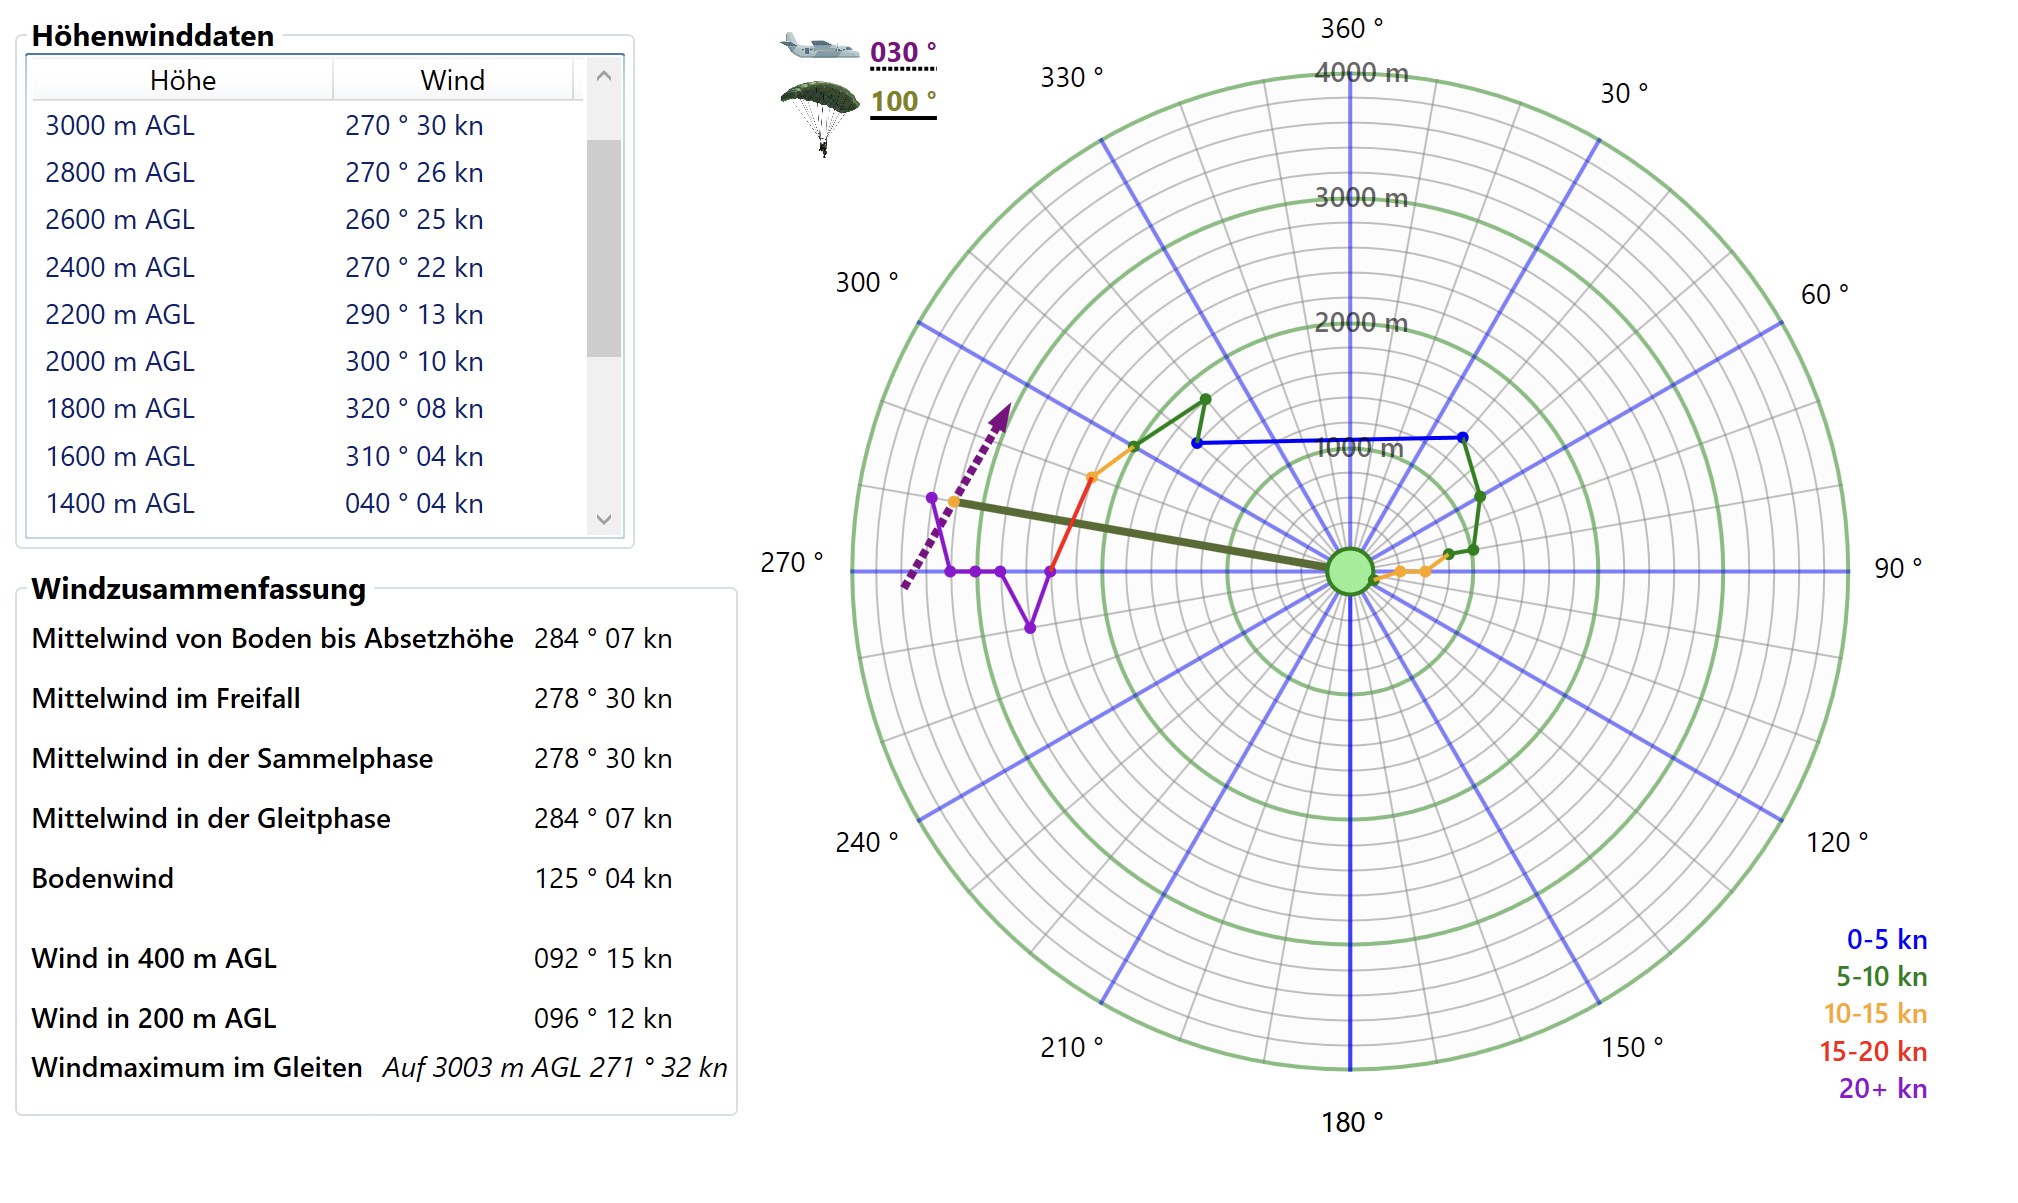 Höhenwinddaten
Höhe Wind
3000 m AGL 270 ° 30 kn
2800 m AGL 270 ° 26 kn
2600 m AGL 260 ° 25 kn
2400 m AGL 270 ° 22 kn
2200 m AGL 290 ° 13 kn
2000 m AGL 300 ° 10 kn
1800 m AGL 320 ° 08 kn
1600 m AGL 310 ° 04 kn
1400 m AGL 040 ° 04 kn
Windzusammenfassung
Mittelwind von Boden bis Absetzhöhe 284 ° 07 kn
Mittelwind im Freifall 278 ° 30 kn
Mittelwind in der Sammelphase 278 ° 30 kn
Mittelwind in der Gleitphase 284 ° 07 kn
Bodenwind 125 ° 04 kn
Wind in 400 m AGL 092 ° 15 kn
Wind in 200 m AGL 096 ° 12 kn
Windmaximum im Gleiten Auf 3003 m AGL 271 ° 32 kn
030 °
100 °
360 °
4000 m
330 °
30 °
3000 m
300 °
60 °
2000 m
1000 m
270 °
90 °
240 °
120 °
210 °
150 °
180 °
0-5 kn
5-10 kn
10-15 kn
15-20 kn
20+ kn